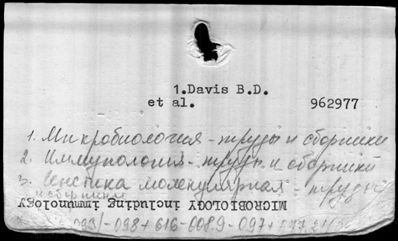 1.Davis B.D.
et al. 962977
1. Микробиология - труды и сборники
2. Иммунология - труды и сборники
3. Генетика молекулярная - труды
и сборники
MICROBIOLOGY including immunology